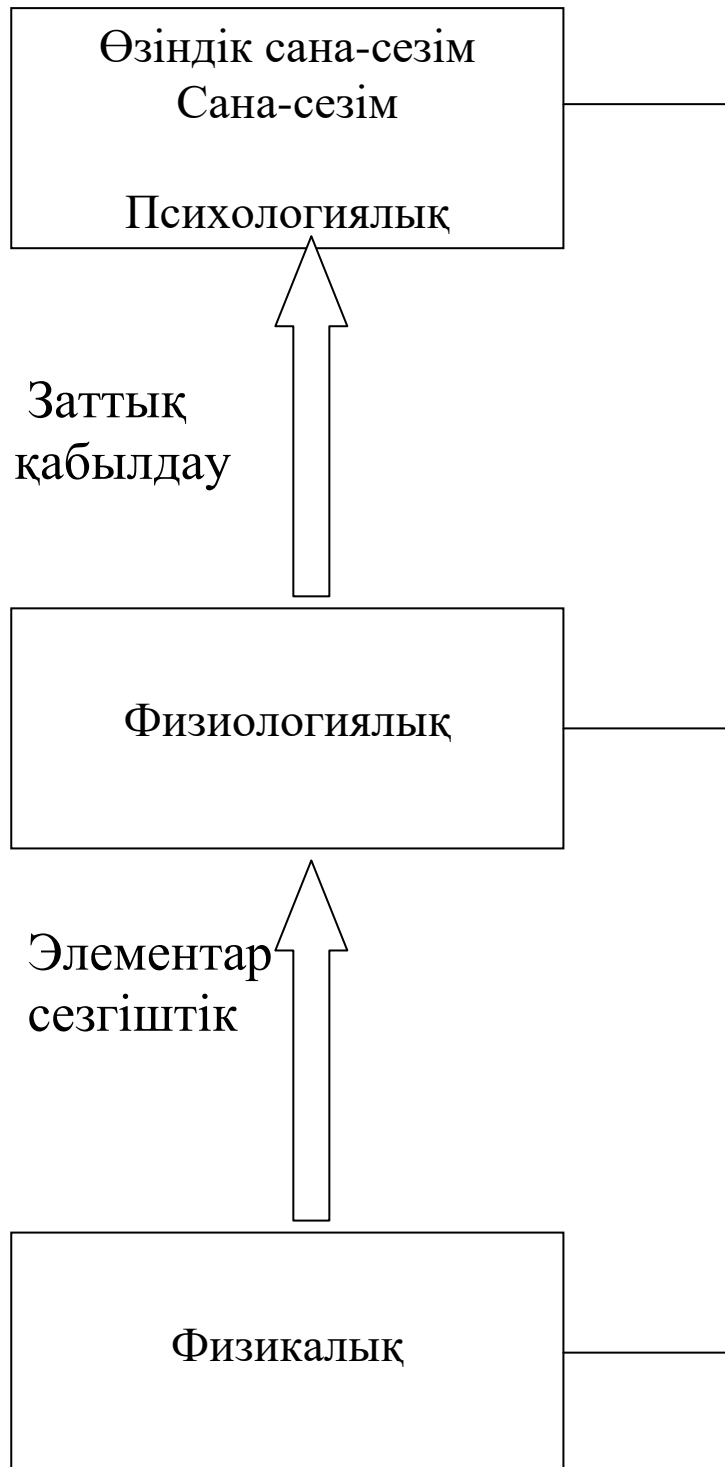 Өзіндік сана-сезім
Сана-сезім
Психологиялық
Заттық
қабылдау
Физиологиялық
Элементар
сезгіштік
Физикалық